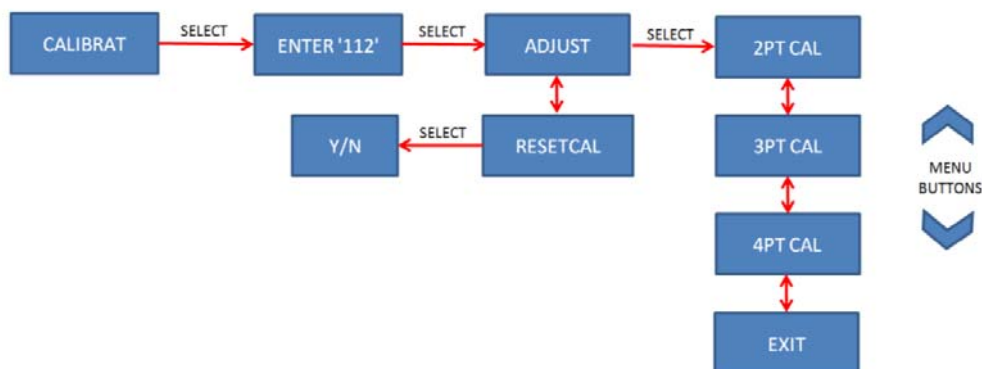 CALIBRAT
SELECT
ENTER '112'
SELECT
ADJUST
SELECT
2PT CAL
Y/N
SELECT
RESETCAL
3PT CAL
MENU
BUTTONS
4PT CAL
EXIT